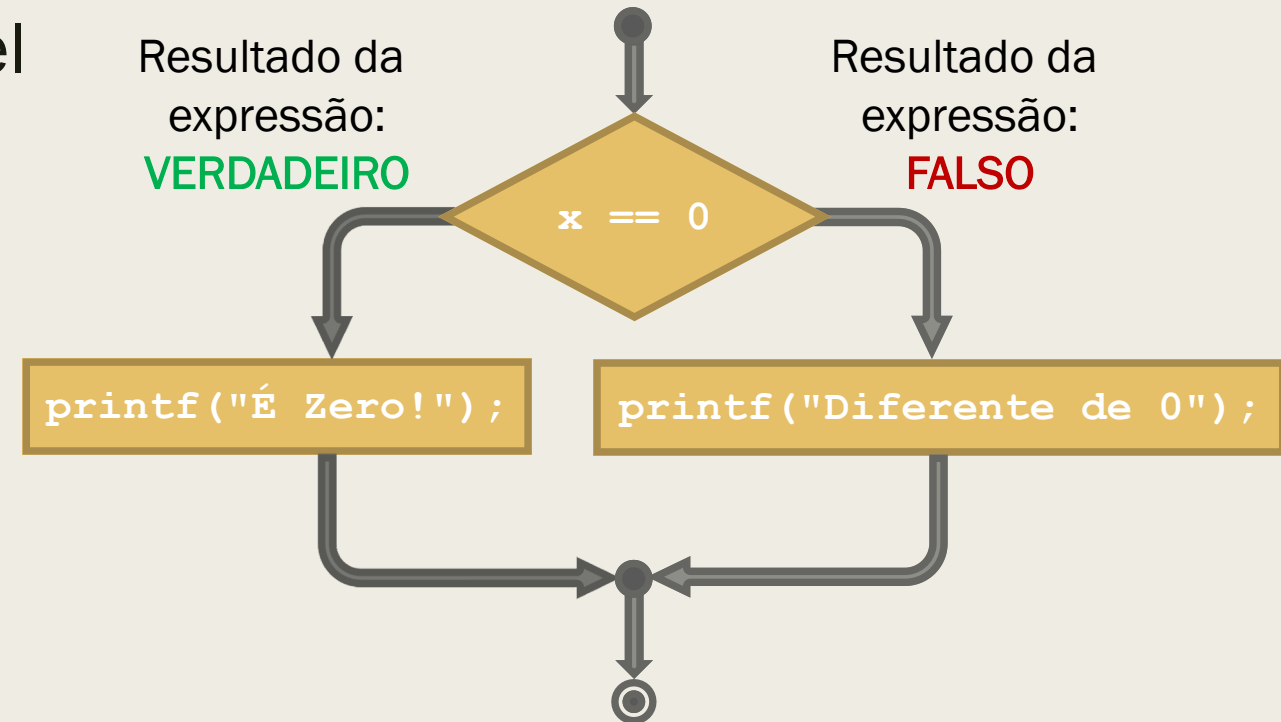 el
Resultado da
expressão:
VERDADEIRO
Resultado da
expressão:
FALSO
x == 0
printf("É Zero!");
printf("Diferente de 0");